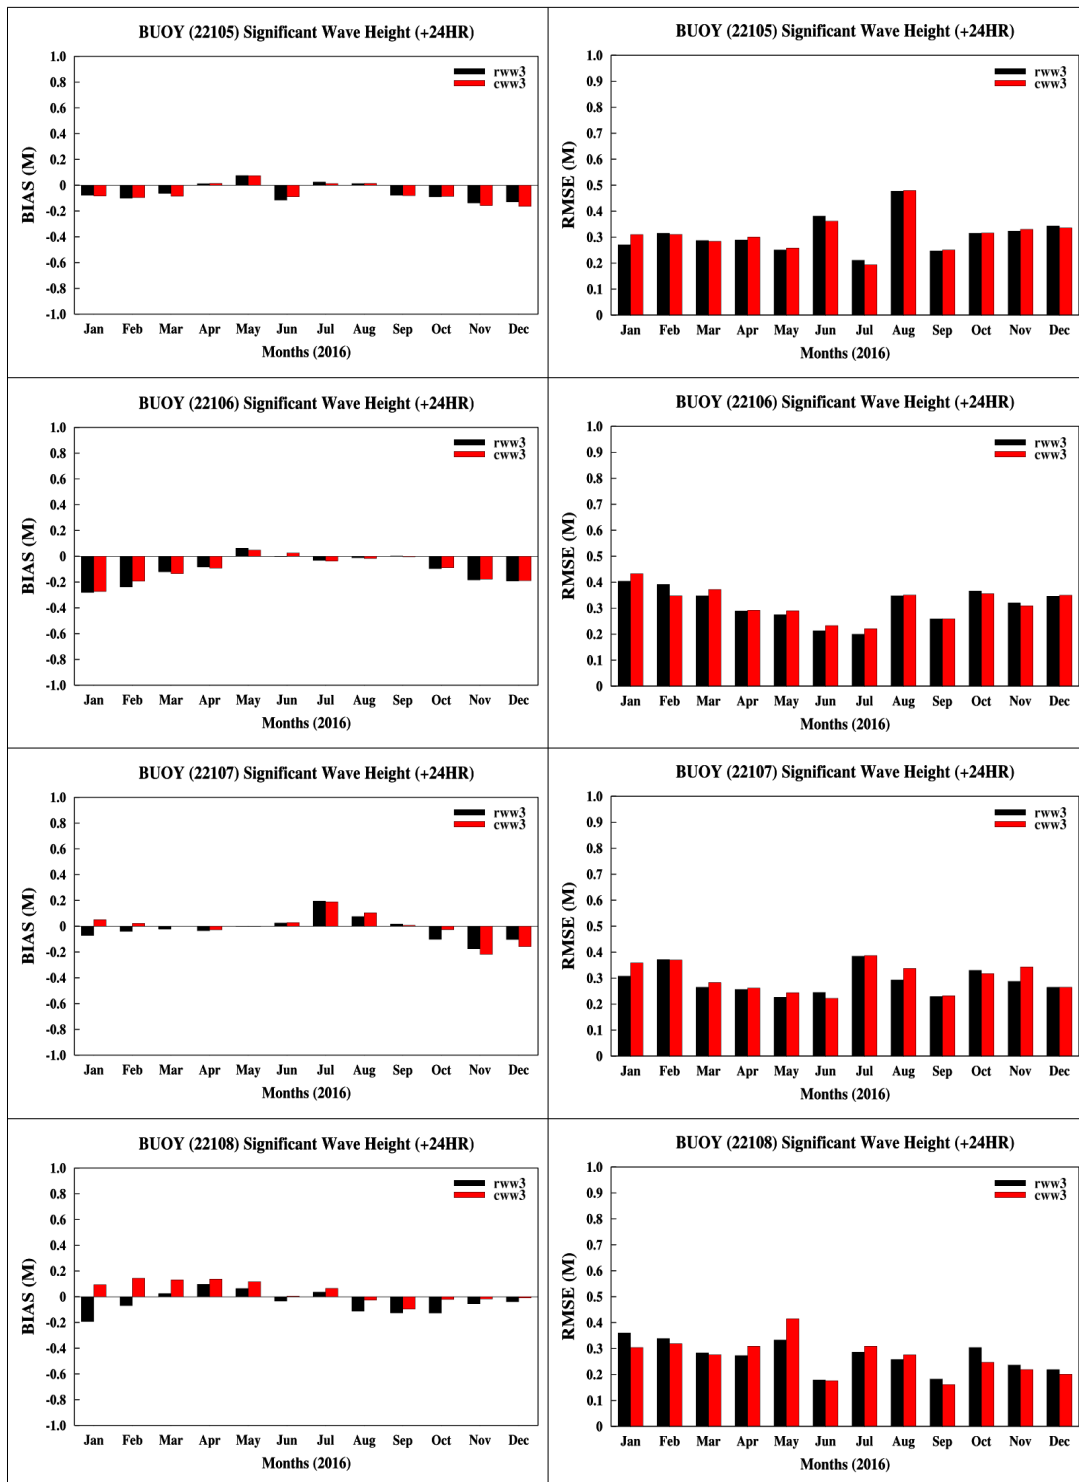 BUOY (22105) Significant Wave Height (+24HR)
1.0
0.8
0.6
0.4
0.2
0
-0.2
-0.4
-0.6
-0.8
-1.0
BIAS (M)
rww3
cww3
Jan Feb Mar Apr May Jun Jul Aug Sep Oct Nov Dec
Months (2016)
BUOY (22105) Significant Wave Height (+24HR)
1
0.9
0.8
0.7
0.6
0.5
0.4
0.3
0.2
0.1
0
RMSE (M)
rww3
cww3
Jan Feb Mar Apr May Jun Jul Aug Sep Oct Nov Dec
Months (2016)
BUOY (22106) Significant Wave Height (+24HR)
1.0
0.8
0.6
0.4
0.2
0
-0.2
-0.4
-0.6
-0.8
-1.0
BIAS (M)
rww3
cww3
Jan Feb Mar Apr May Jun Jul Aug Sep Oct Nov Dec
Months (2016)
BUOY (22106) Significant Wave Height (+24HR)
1
0.9
0.8
0.7
0.6
0.5
0.4
0.3
0.2
0.1
0
RMSE (M)
rww3
cww3
Jan Feb Mar Apr May Jun Jul Aug Sep Oct Nov Dec
Months (2016)
BUOY (22107) Significant Wave Height (+24HR)
1.0
0.8
0.6
0.4
0.2
0
-0.2
-0.4
-0.6
-0.8
-1.0
BIAS (M)
rww3
cww3
Jan Feb Mar Apr May Jun Jul Aug Sep Oct Nov Dec
Months (2016)
BUOY (22107) Significant Wave Height (+24HR)
1
0.9
0.8
0.7
0.6
0.5
0.4
0.3
0.2
0.1
0
RMSE (M)
rww3
cww3
Jan Feb Mar Apr May Jun Jul Aug Sep Oct Nov Dec
Months (2016)
BUOY (22108) Significant Wave Height (+24HR)
1.0
0.8
0.6
0.4
0.2
0
-0.2
-0.4
-0.6
-0.8
-1.0
BIAS (M)
rww3
cww3
Jan Feb Mar Apr May Jun Jul Aug Sep Oct Nov Dec
Months (2016)
BUOY (22108) Significant Wave Height (+24HR)
1
0.9
0.8
0.7
0.6
0.5
0.4
0.3
0.2
0.1
0
RMSE (M)
rww3
cww3
Jan Feb Mar Apr May Jun Jul Aug Sep Oct Nov Dec
Months (2016)